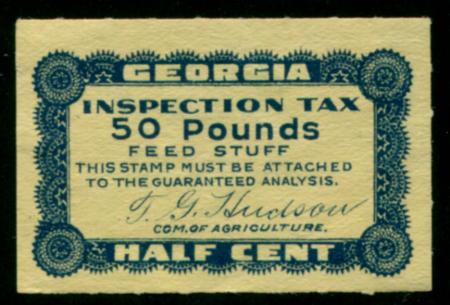 GEORGIA
INSPECTION TAX
50 Pounds
FEED STUFF
THIS STAMP MUST BE ATTACHED
TO THE GUARANTEED ANALYSIS.
T. G. Hudson
COM. OF AGRICULTURE.
HALF CENT